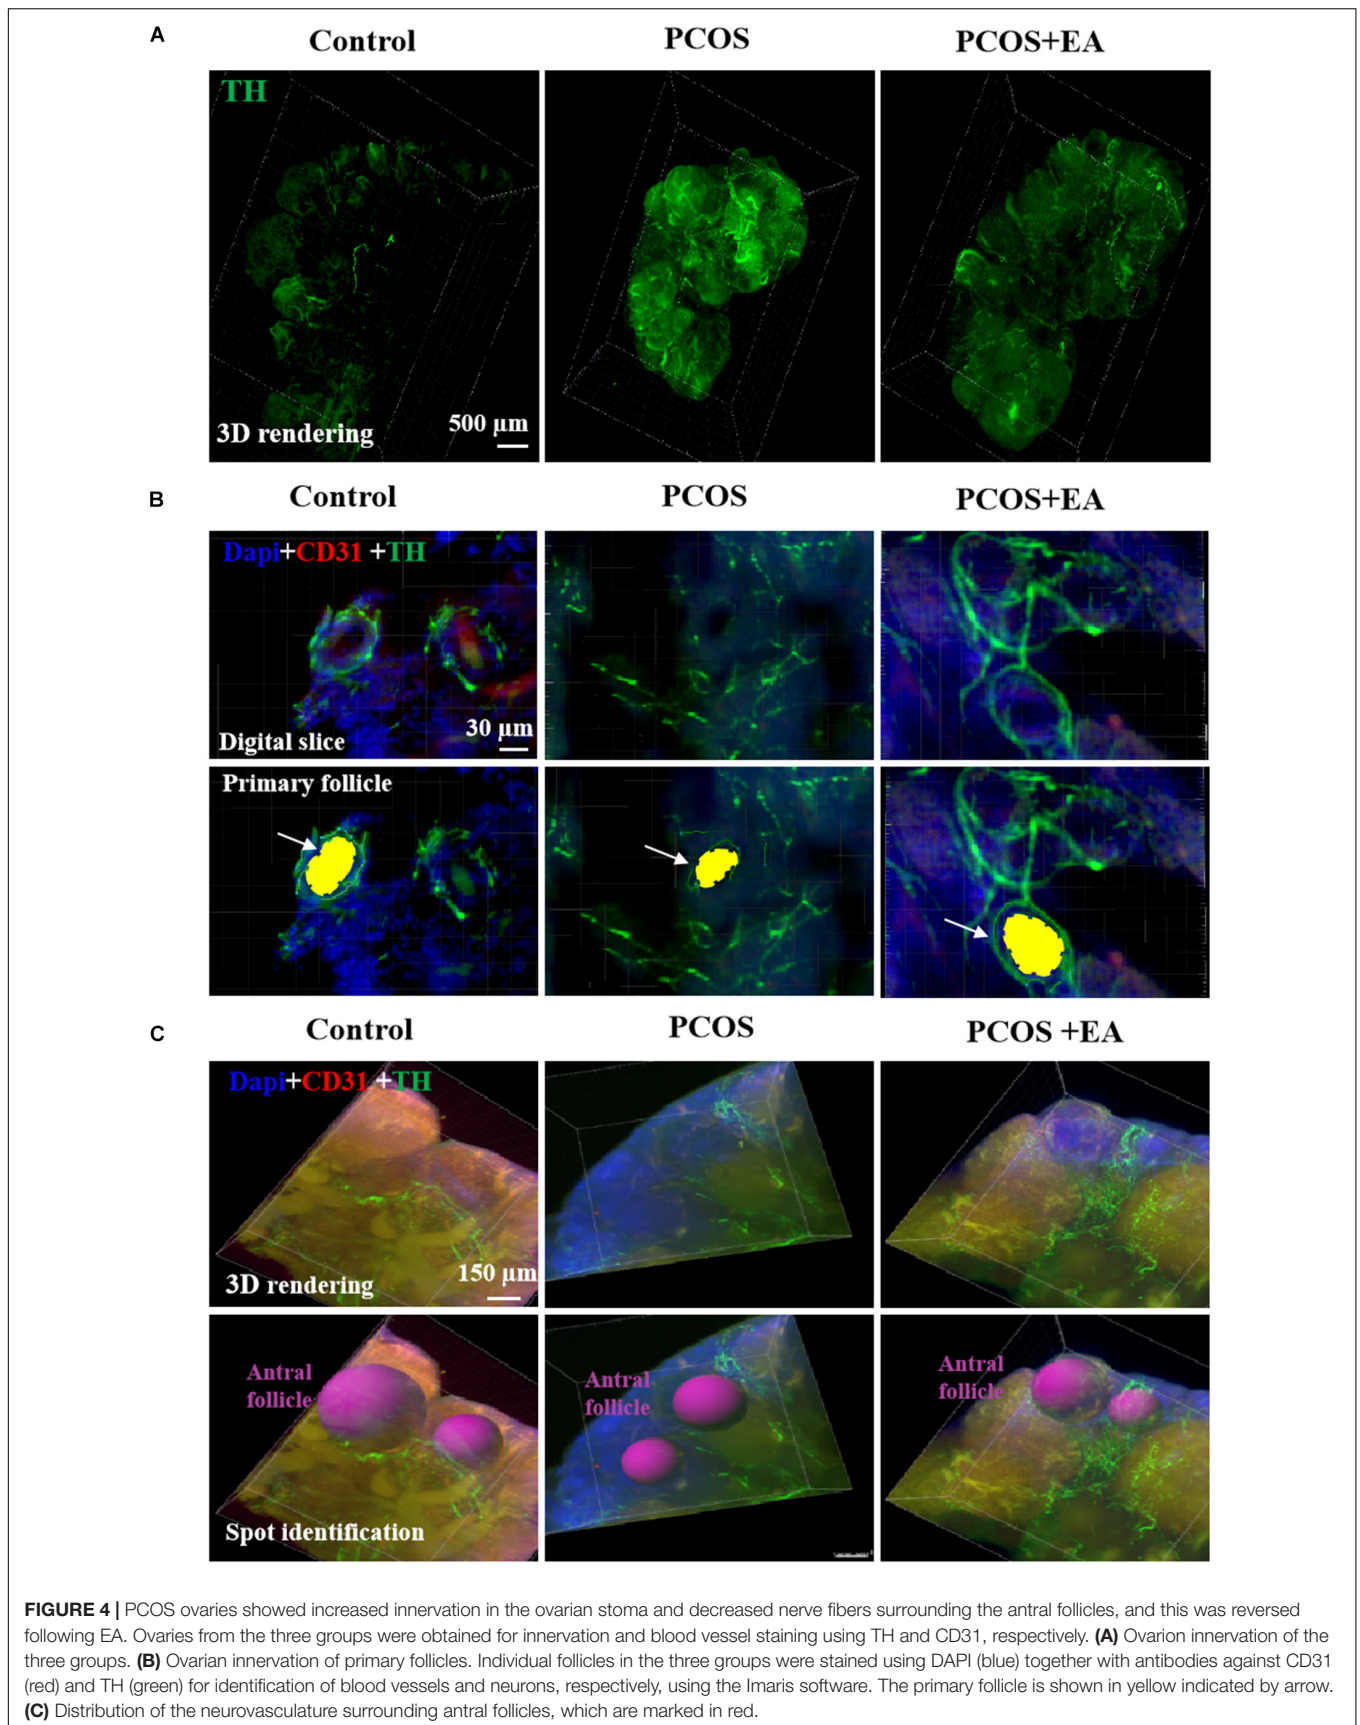 A
Control
PCOS
PCOS+EA
TH
3D rendering
500 µm
B
Control
PCOS
PCOS+EA
Dapi+CD31 +TH
30 µm
Digital slice
Primary follicle
C
Control
PCOS
PCOS +EA
Dapi+CD31 +TH
150 µm
3D rendering
Antral
follicle
Antral
follicle
Antral
follicle
Spot identification
FIGURE 4 | PCOS ovaries showed increased innervation in the ovarian stoma and decreased nerve fibers surrounding the antral follicles, and this was reversed
following EA. Ovaries from the three groups were obtained for innervation and blood vessel staining using TH and CD31, respectively. (A) Ovarion innervation of the
three groups. (B) Ovarian innervation of primary follicles. Individual follicles in the three groups were stained using DAPI (blue) together with antibodies against CD31
(red) and TH (green) for identification of blood vessels and neurons, respectively, using the Imaris software. The primary follicle is shown in yellow indicated by arrow.
(C) Distribution of the neurovasculature surrounding antral follicles, which are marked in red.